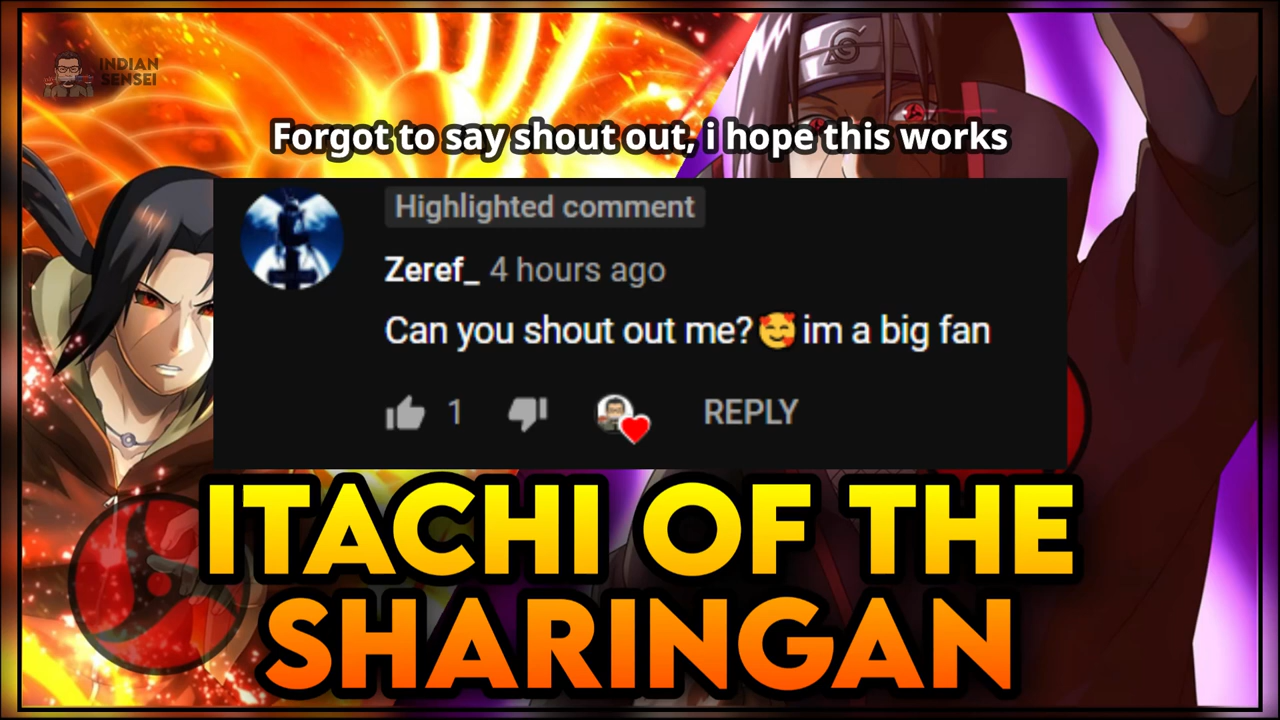 INDIAN
SENSEI
Forgot to say shout out, i hope this works
Highlighted comment
Zeref_ 4 hours ago
Can you shout out me?🥰im a big fan
1 REPLY
ITACHI OF THE
SHARINGAN